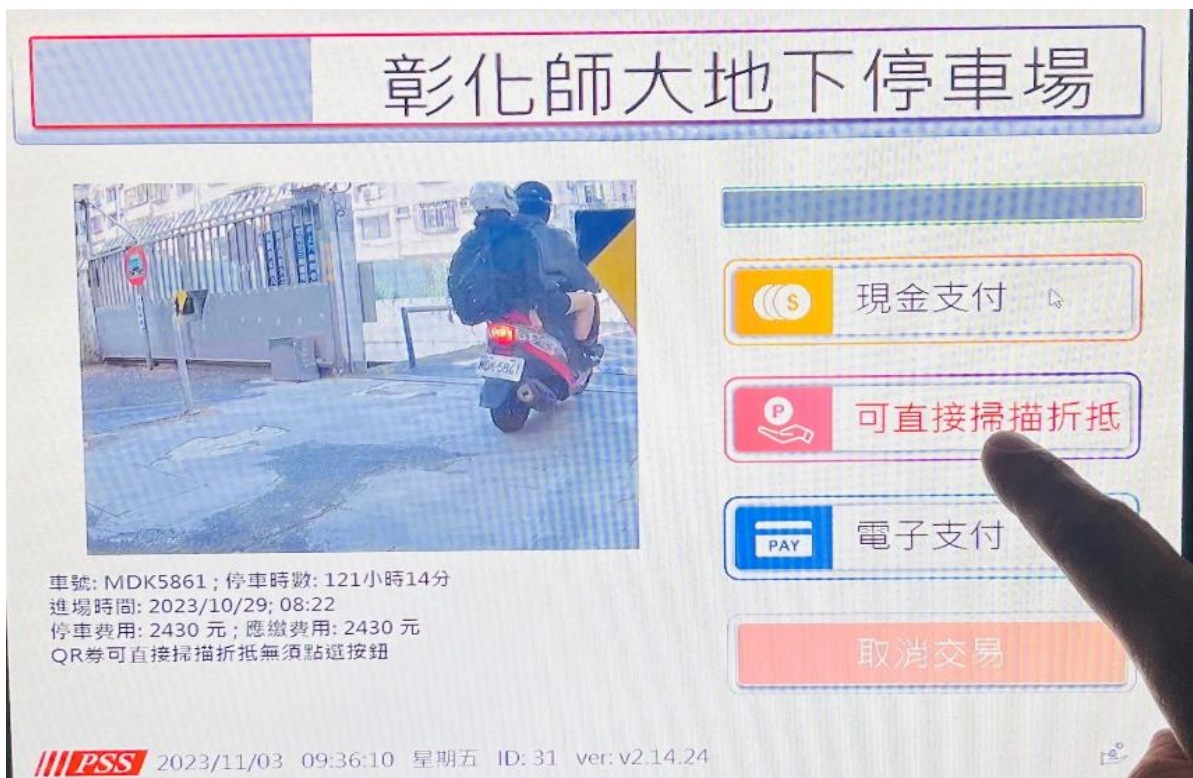 彰化師大地下停車場
現金支付
可直接掃描折抵
電子支付
PAY
取消交易
MDK-5861
車號: MDK5861 ; 停車時數: 121小時14分
進場時間: 2023/10/29; 08:22
停車費用: 2430 元 ; 應繳費用: 2430 元
QR券可直接掃描折抵無須點選按鈕
PSS 2023/11/03 09:36:10 星期五 ID: 31 ver: v2.14.24